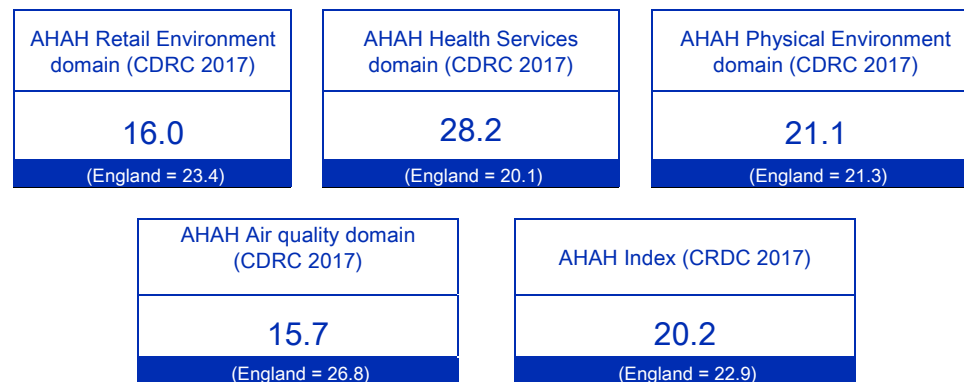 AHAH Retail Environment
domain (CDRC 2017)
16.0
(England = 23.4)
AHAH Health Services
domain (CDRC 2017)
28.2
(England = 20.1)
AHAH Physical Environment
domain (CDRC 2017)
21.1
(England = 21.3)
AHAH Air quality domain
(CDRC 2017)
15.7
(England = 26.8)
AHAH Index (CRDC 2017)
20.2
(England = 22.9)